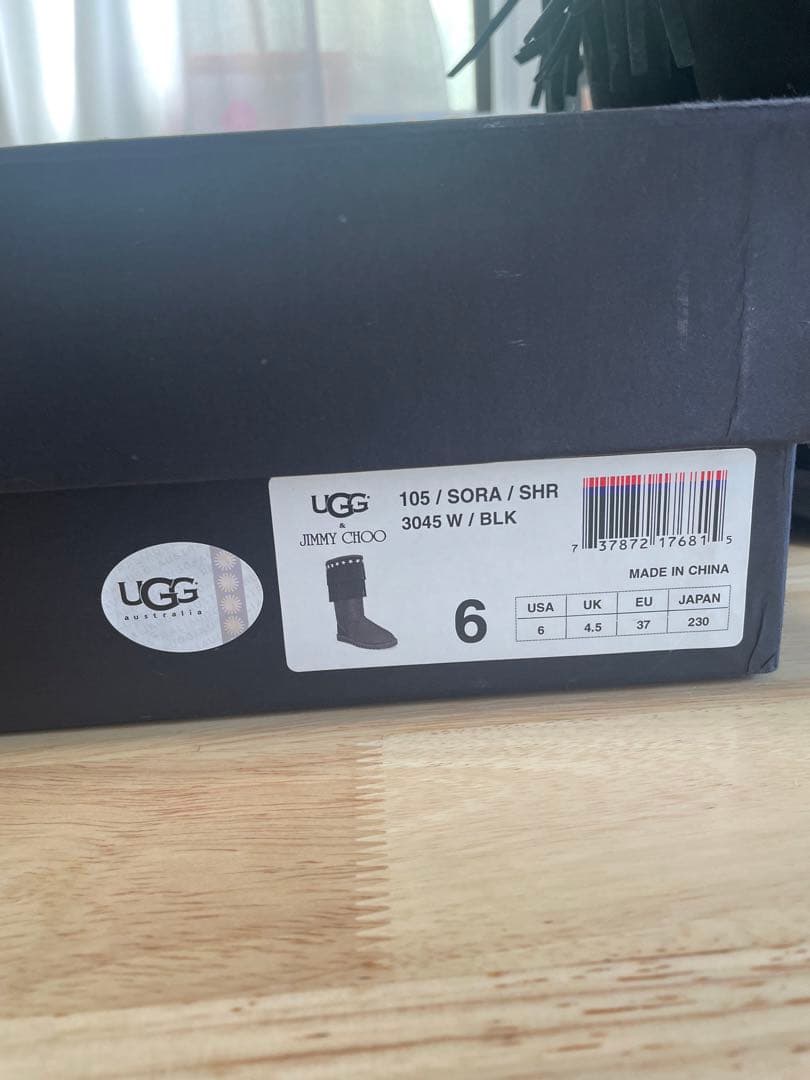 UGG
australia
UGG
&
JIMMY CHOO
105 / SORA / SHR
3045 W / BLK
7 37872 17681 5
MADE IN CHINA
6
USA UK EU JAPAN
6 4.5 37 230